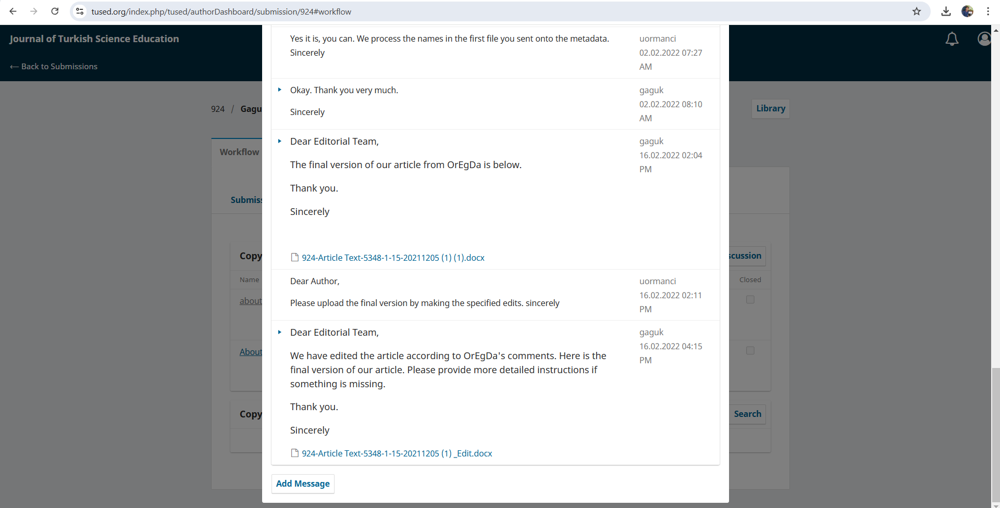 tused.org/index.php/tused/authorDashboard/submission/924#workflow
Journal of Turkish Science Education
← Back to Submissions
924 / Gagu
Library
Workflow
Submiss
Copy
scussion
Name
Closed
about
About
Copy
Search
Yes it is, you can. We process the names in the first file you sent onto the metadata.
Sincerely
uormanci
02.02.2022 07:27
AM
Okay. Thank you very much.
Sincerely
gaguk
02.02.2022 08:10
AM
Dear Editorial Team,
The final version of our article from OrEgDa is below.
Thank you.
Sincerely
924-Article Text-5348-1-15-20211205 (1) (1).docx
gaguk
16.02.2022 02:04
PM
Dear Author,
Please upload the final version by making the specified edits. sincerely
uormanci
16.02.2022 02:11
PM
Dear Editorial Team,
We have edited the article according to OrEgDa's comments. Here is the
final version of our article. Please provide more detailed instructions if
something is missing.
Thank you.
Sincerely
924-Article Text-5348-1-15-20211205 (1) _Edit.docx
gaguk
16.02.2022 04:15
PM
Add Message